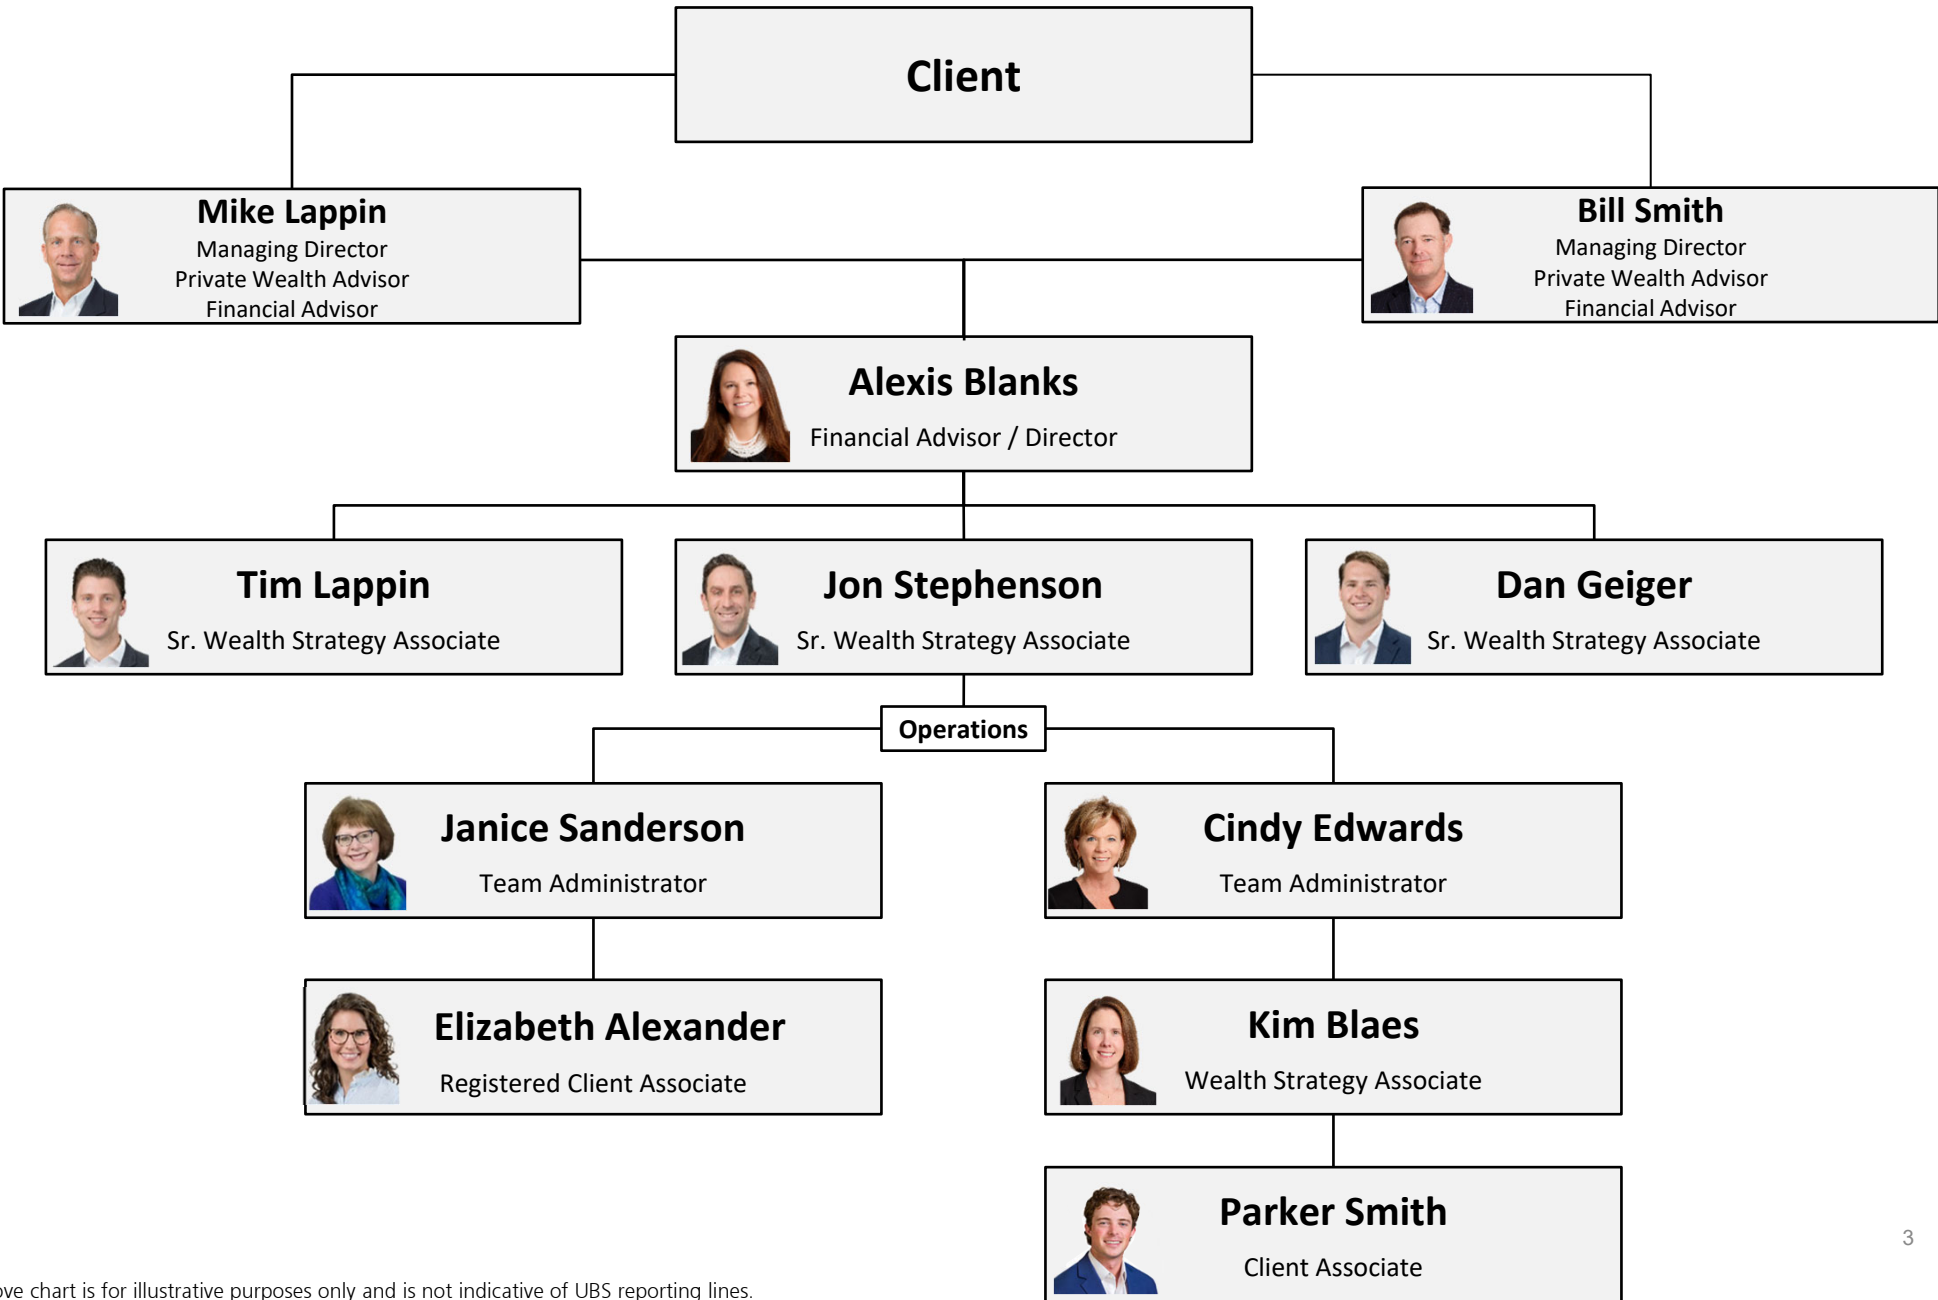 Client
Mike Lappin
Managing Director
Private Wealth Advisor
Financial Advisor
Bill Smith
Managing Director
Private Wealth Advisor
Financial Advisor
Alexis Blanks
Financial Advisor / Director
Tim Lappin
Sr. Wealth Strategy Associate
Jon Stephenson
Sr. Wealth Strategy Associate
Dan Geiger
Sr. Wealth Strategy Associate
Operations
Janice Sanderson
Team Administrator
Cindy Edwards
Team Administrator
Elizabeth Alexander
Registered Client Associate
Kim Blaes
Wealth Strategy Associate
Parker Smith
Client Associate
3
chart is for illustrative purposes only and is not indicative of UBS reporting lines.